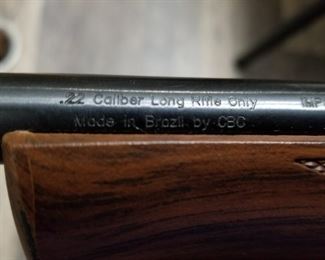 .22 Caliber Long Rifle Only
Made in Brazil by CBC